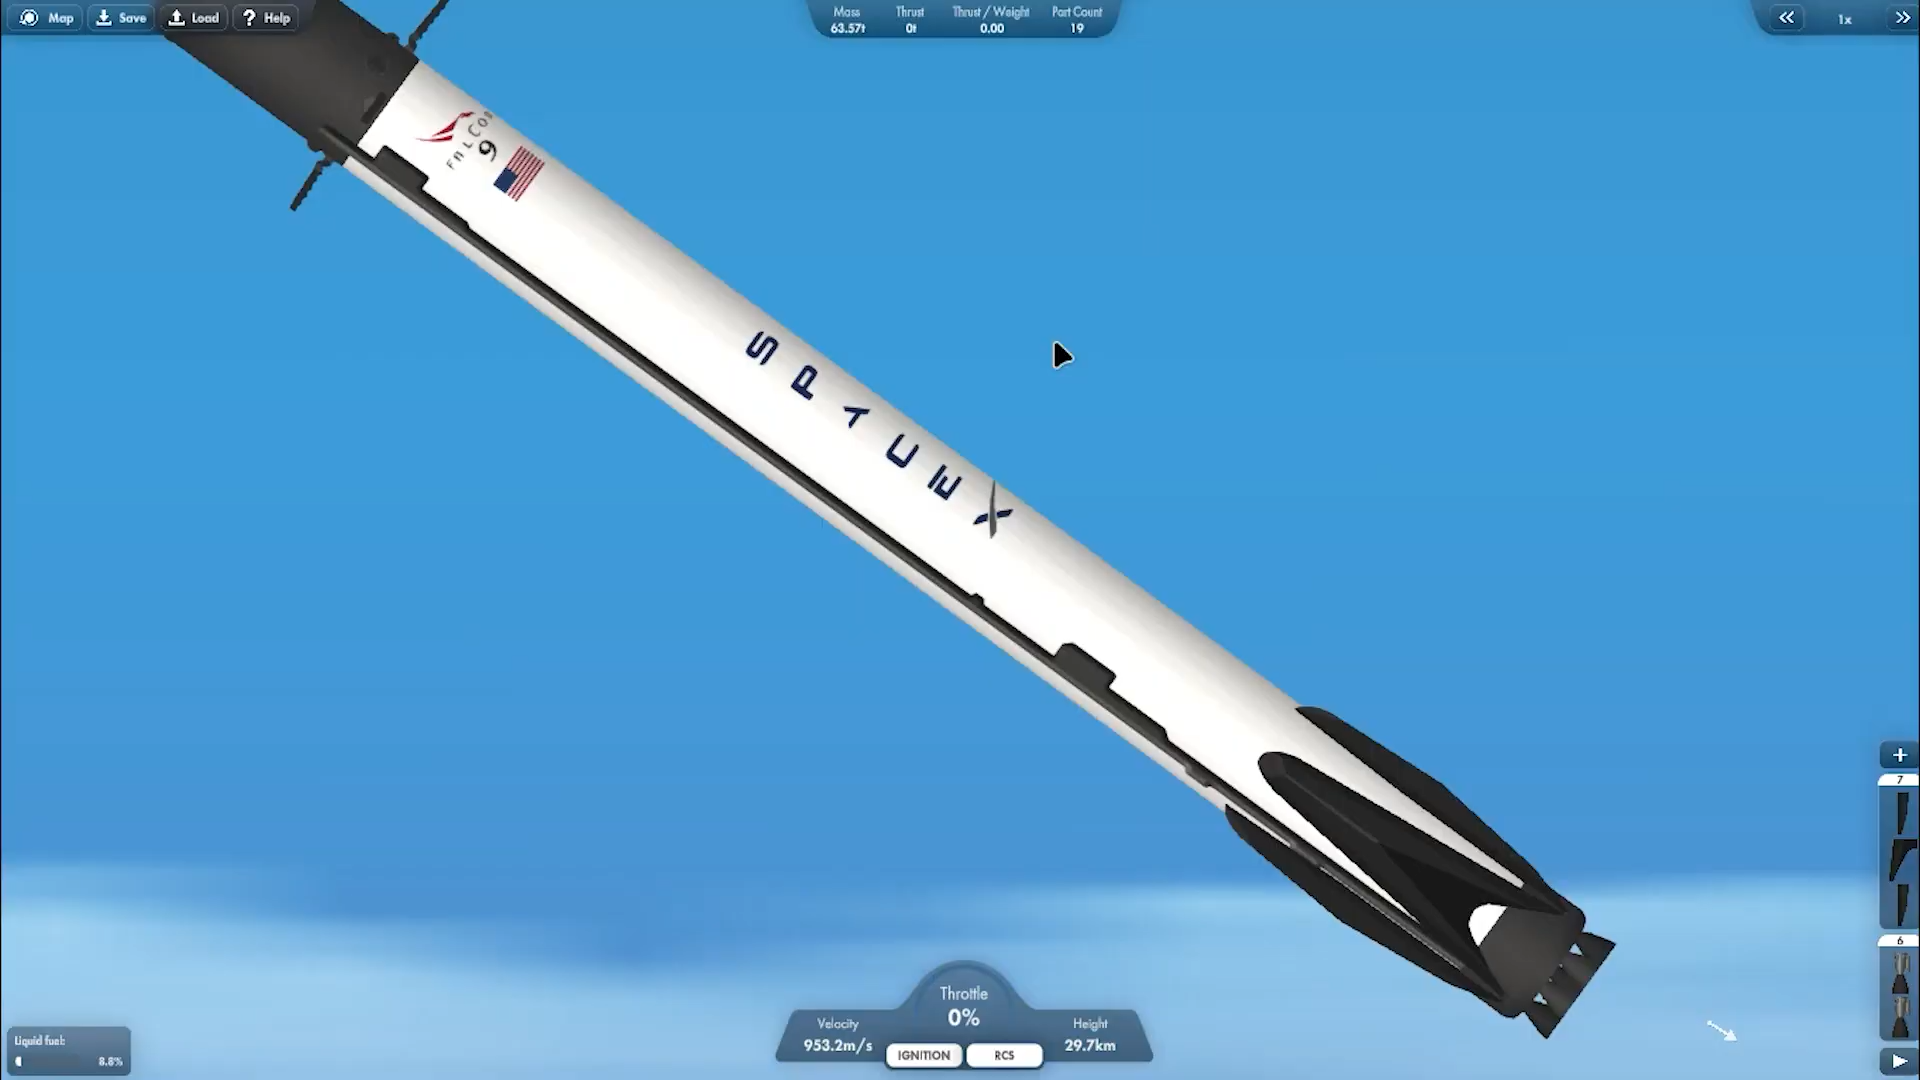 Map
Save
Load
? Help
Mass
63.57t
Thrust
0t
Thrust / Weight
0.00
Part Count
19
1x
FALCON
9
SPACEX
7
6
Throttle
0%
Velocity
953.2m/s
Height
29.7km
IGNITION
RCS
Liquid fuel:
8.8%